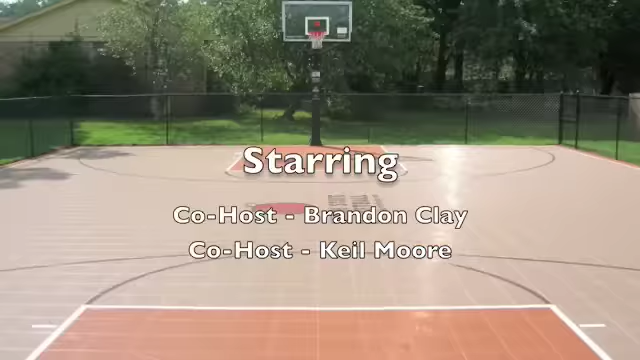 Starring
Co-Host - Brandon Clay
Co-Host - Keil Moore